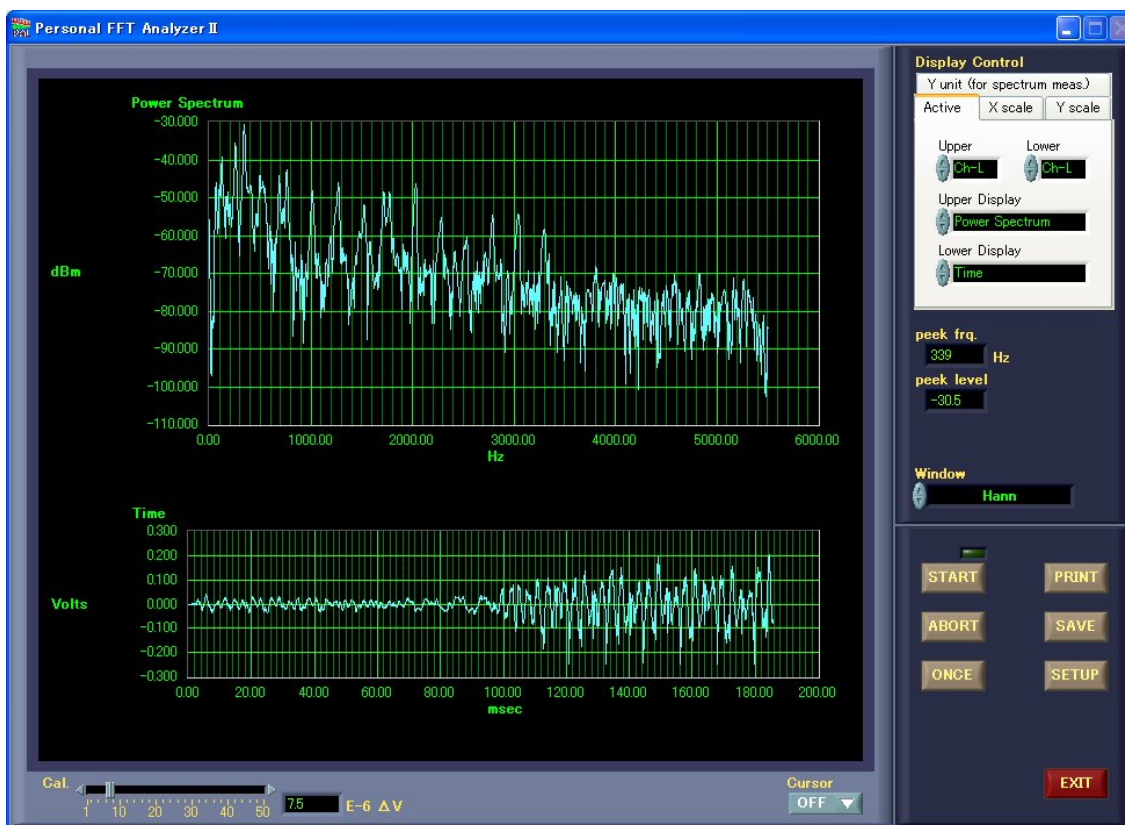 Personal FFT Analyzer II
Power Spectrum
-30.000
-40.000
-50.000
-60.000
dBm
-70.000
-80.000
-90.000
-100.000
-110.000
0.00 1000.00 2000.00 3000.00 4000.00 5000.00 6000.00
Hz
Time
0.300
0.200
0.100
Volts
0.000
-0.100
-0.200
-0.300
0.00 20.00 40.00 60.00 80.00 100.00 120.00 140.00 160.00 180.00 200.00
msec
Cal.
1 10 20 30 40 50
7.5 E-6 ΔV
Cursor
OFF
Display Control
Y unit (for spectrum meas.)
Active X scale Y scale
Upper Lower
Ch-L Ch-L
Upper Display
Power Spectrum
Lower Display
Time
peek frq.
339 Hz
peek level
-30.5
Window
Hann
START PRINT
ABORT SAVE
ONCE SETUP
EXIT